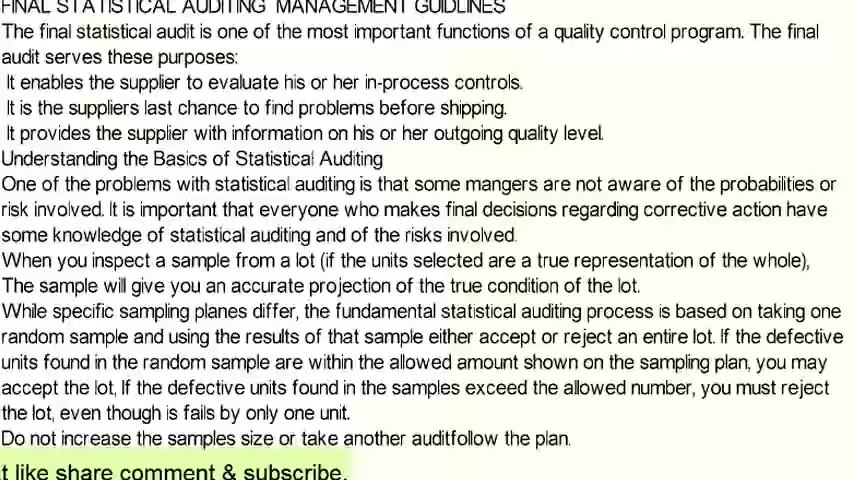 FINAL STATISTICAL AUDITING MANAGEMENT GUIDLINES
The final statistical audit is one of the most important functions of a quality control program. The final
audit serves these purposes:
It enables the supplier to evaluate his or her in-process controls.
It is the suppliers last chance to find problems before shipping.
It provides the supplier with information on his or her outgoing quality level.
Understanding the Basics of Statistical Auditing
One of the problems with statistical auditing is that some mangers are not aware of the probabilities or
risk involved. It is important that everyone who makes final decisions regarding corrective action have
some knowledge of statistical auditing and of the risks involved.
When you inspect a sample from a lot (if the units selected are a true representation of the whole),
The sample will give you an accurate projection of the true condition of the lot.
While specific sampling planes differ, the fundamental statistical auditing process is based on taking one
random sample and using the results of that sample either accept or reject an entire lot. If the defective
units found in the random sample are within the allowed amount shown on the sampling plan, you may
accept the lot, If the defective units found in the samples exceed the allowed number, you must reject
the lot, even though is fails by only one unit.
Do not increase the samples size or take another auditfollow the plan.
t like share comment & subscribe.